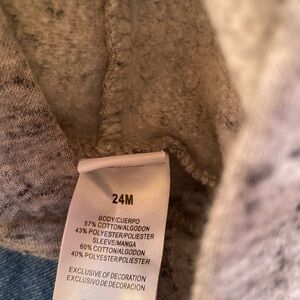 24M
BODY/CUERPO
57% COTTON/ALGODON
43% POLYESTER/POLIESTER
SLEEVE/MANGA
60% COTTON/ALGODON
40% POLYESTER/POLIESTER
EXCLUSIVE OF DECORATION
EXCLUSIVO DE DECORACION